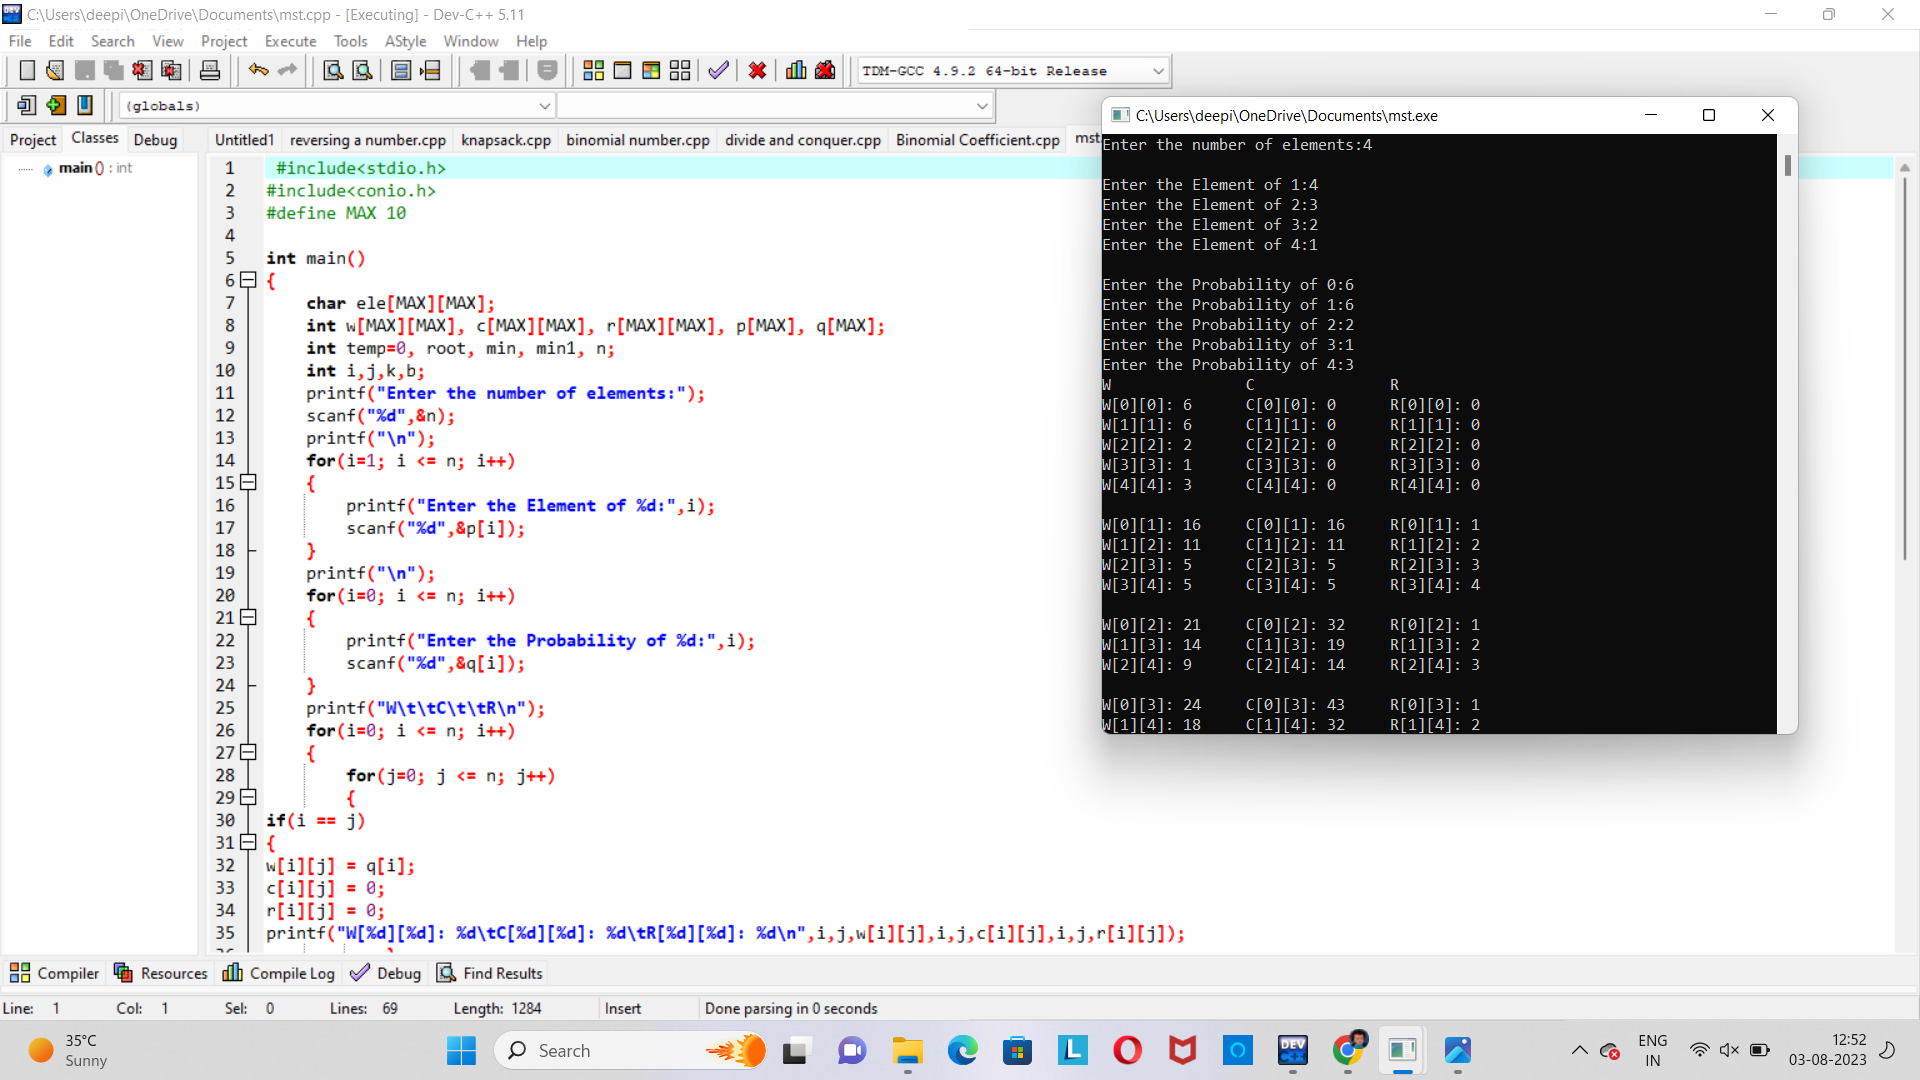 C:\Users\deepi\OneDrive\Documents\mst.cpp - [Executing] - Dev-C++ 5.11
File Edit Search View Project Execute Tools AStyle Window Help
TDM-GCC 4.9.2 64-bit Release
(globals)
Project Classes Debug
Untitled1 reversing a number.cpp knapsack.cpp binomial number.cpp divide and conquer.cpp Binomial Coefficient.cpp mst
main () : int
1 #include<stdio.h>
2 #include<conio.h>
3 #define MAX 10
4
5 int main()
6 {
7 char ele[MAX][MAX];
8 int w[MAX][MAX], c[MAX][MAX], r[MAX][MAX], p[MAX], q[MAX];
9 int temp=0, root, min, min1, n;
10 int i,j,k,b;
11 printf("Enter the number of elements:");
12 scanf("%d",&n);
13 printf("\n");
14 for(i=1; i <= n; i++)
15 {
16 printf("Enter the Element of %d:",i);
17 scanf("%d",&p[i]);
18 }
19 printf("\n");
20 for(i=0; i <= n; i++)
21 {
22 printf("Enter the Probability of %d:",i);
23 scanf("%d",&q[i]);
24 }
25 printf("W\t\tC\t\tR\n");
26 for(i=0; i <= n; i++)
27 {
28 for(j=0; j <= n; j++)
29 {
30 if(i == j)
31 {
32 w[i][j] = q[i];
33 c[i][j] = 0;
34 r[i][j] = 0;
35 printf("W[%d][%d]: %d\tC[%d][%d]: %d\tR[%d][%d]: %d\n",i,j,w[i][j],i,j,c[i][j],i,j,r[i][j]);
C:\Users\deepi\OneDrive\Documents\mst.exe
Enter the number of elements:4
Enter the Element of 1:4
Enter the Element of 2:3
Enter the Element of 3:2
Enter the Element of 4:1
Enter the Probability of 0:6
Enter the Probability of 1:6
Enter the Probability of 2:2
Enter the Probability of 3:1
Enter the Probability of 4:3
W C R
W[0][0]: 6 C[0][0]: 0 R[0][0]: 0
W[1][1]: 6 C[1][1]: 0 R[1][1]: 0
W[2][2]: 2 C[2][2]: 0 R[2][2]: 0
W[3][3]: 1 C[3][3]: 0 R[3][3]: 0
W[4][4]: 3 C[4][4]: 0 R[4][4]: 0
W[0][1]: 16 C[0][1]: 16 R[0][1]: 1
W[1][2]: 11 C[1][2]: 11 R[1][2]: 2
W[2][3]: 5 C[2][3]: 5 R[2][3]: 3
W[3][4]: 5 C[3][4]: 5 R[3][4]: 4
W[0][2]: 21 C[0][2]: 32 R[0][2]: 1
W[1][3]: 14 C[1][3]: 19 R[1][3]: 2
W[2][4]: 9 C[2][4]: 14 R[2][4]: 3
W[0][3]: 24 C[0][3]: 43 R[0][3]: 1
W[1][4]: 18 C[1][4]: 32 R[1][4]: 2
Compiler Resources Compile Log Debug Find Results
Line: 1 Col: 1 Sel: 0 Lines: 69 Length: 1284 Insert Done parsing in 0 seconds
35°C
Sunny
Search
L
DEV
C++
ENG
IN
12:52
03-08-2023